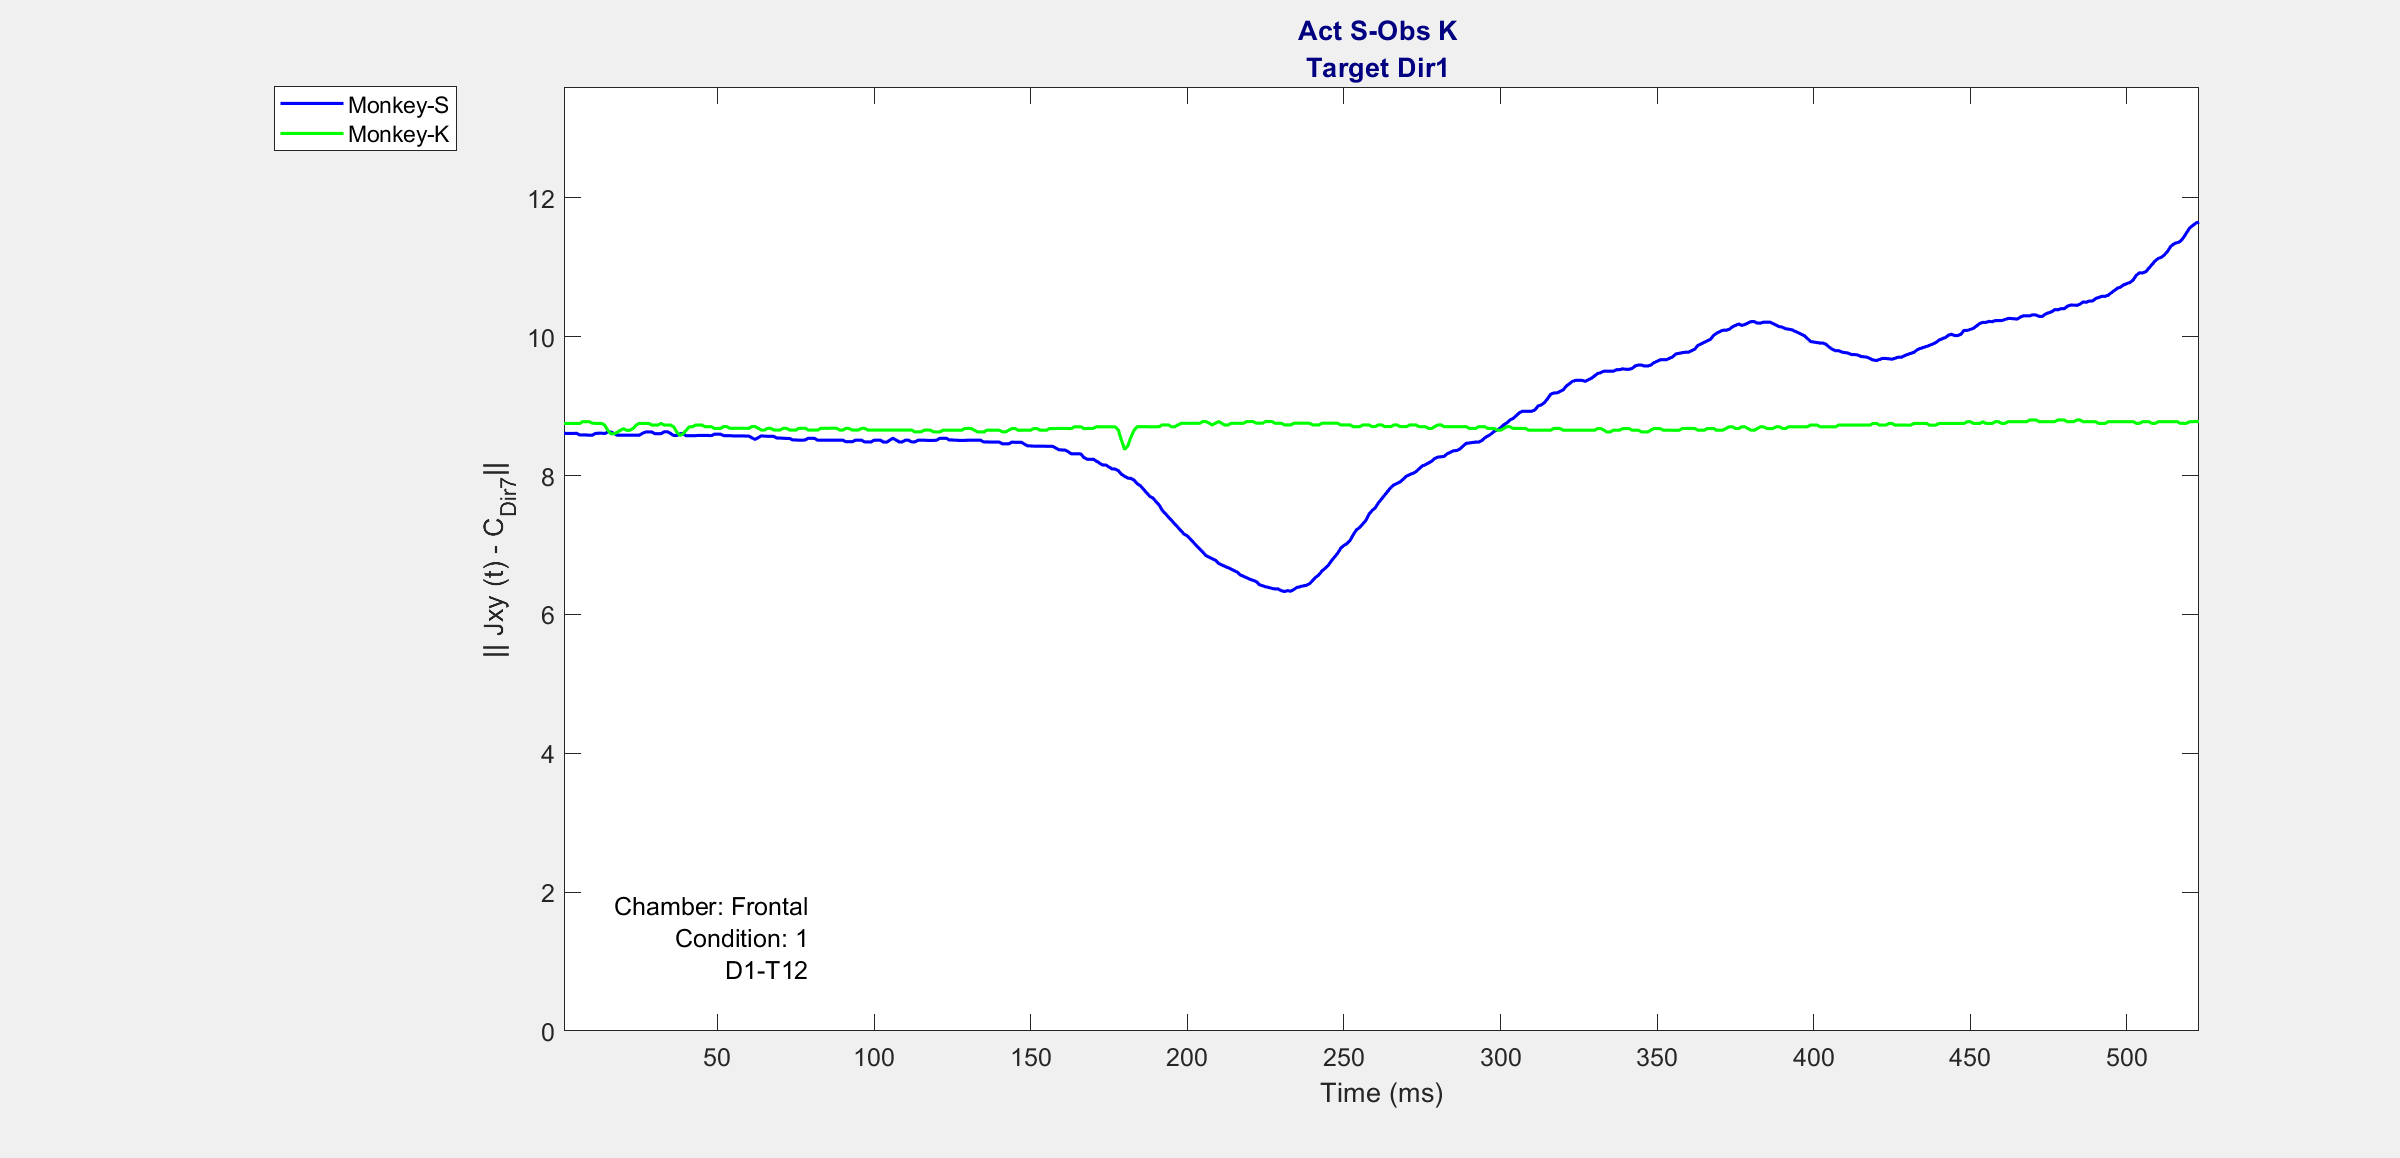 Act S-Obs K
Target Dir1
Monkey-S
Monkey-K
|| Jxy (t) - C_Dir7||
12
10
8
6
4
2
0
Chamber: Frontal
Condition: 1
D1-T12
50 100 150 200 250 300 350 400 450 500
Time (ms)